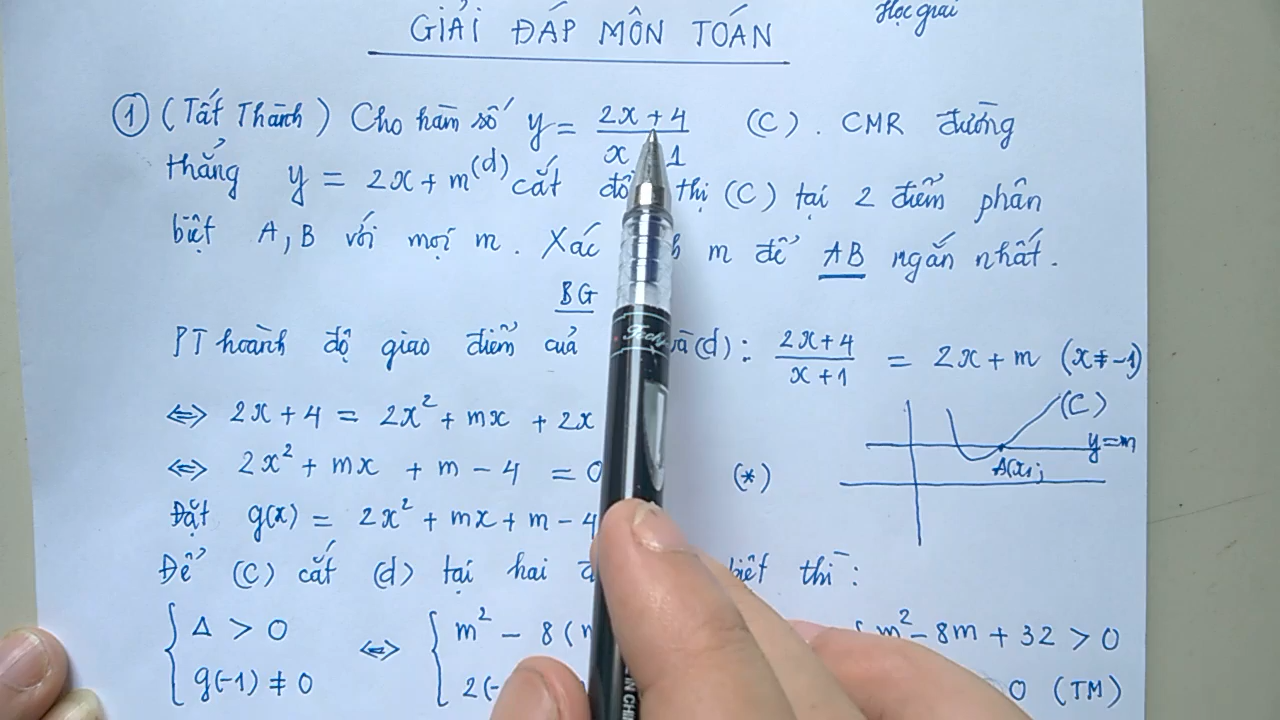 Học giải
GIẢI ĐÁP MÔN TOÁN
① (Tất Thành) Cho hàm số y = (2x+4)/(x 1) (C). CMR đường
thẳng y = 2x + m (d) cắt đồ thị (C) tại 2 điểm phân
biệt A, B với mọi m. Xác m để AB ngắn nhất.
BG
PT hoành độ giao điểm của (d): (2x+4)/(x+1) = 2x + m (x ≠ -1)
⇔ 2x + 4 = 2x² + mx + 2x
(C)
y=m
A(x₁;
⇔ 2x² + mx + m - 4 = 0 (*)
Đặt g(x) = 2x² + mx + m - 4
Để (C) cắt (d) tại hai biệt thì:
{ Δ > 0 ⇔ { m² - 8( { m² - 8m + 32 > 0
g(-1) ≠ 0 2(- 0 (TM)